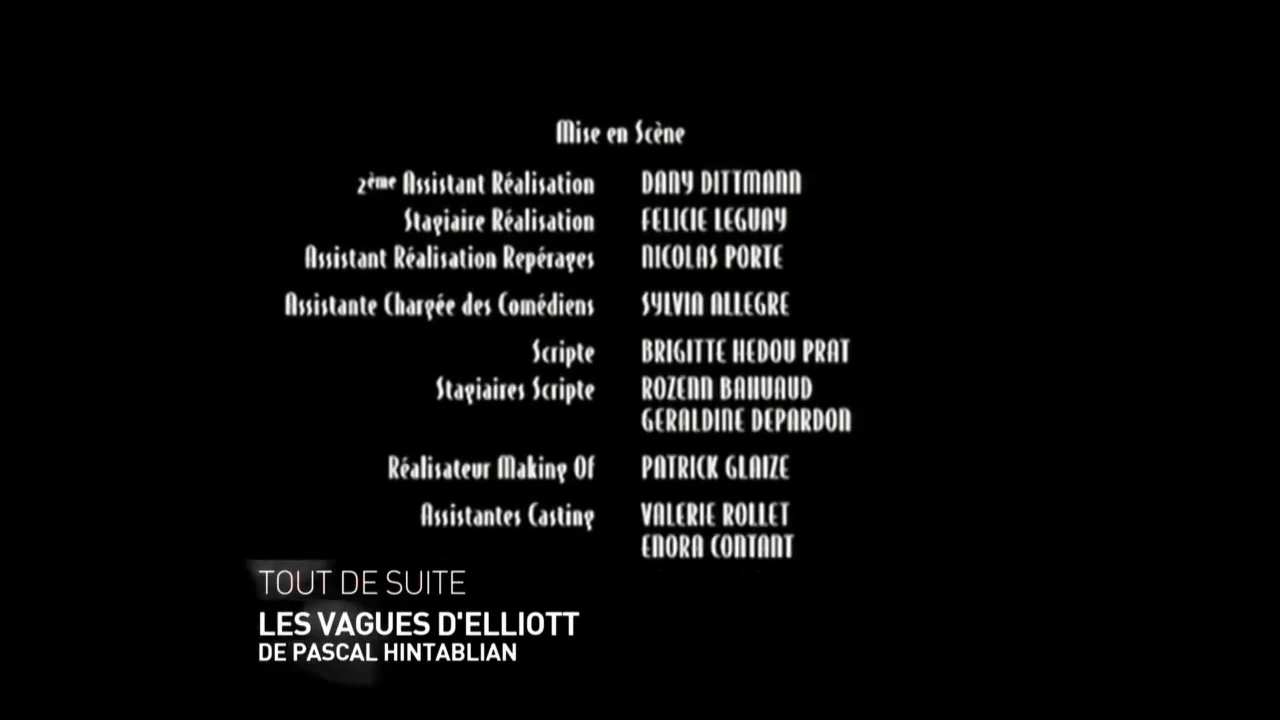 Mise en Scène
2ème Assistant Réalisation DANY DITTMANN
Stagiaire Réalisation FELICIE LEGUAY
Assistant Réalisation Repérages NICOLAS PORTE
Assistante Chargée des Comédiens SYLVIA ALLEGRE
Scripte BRIGITTE HEDOU PRAT
Stagiaires Scripte ROZENN BAHUAUD
GERALDINE DEPARDON
Réalisateur Making Of PATRICK GLAIZE
Assistantes Casting VALERIE ROLLET
ENORA CONTANT
TOUT DE SUITE
LES VAGUES D'ELLIOTT
DE PASCAL HINTABLIAN